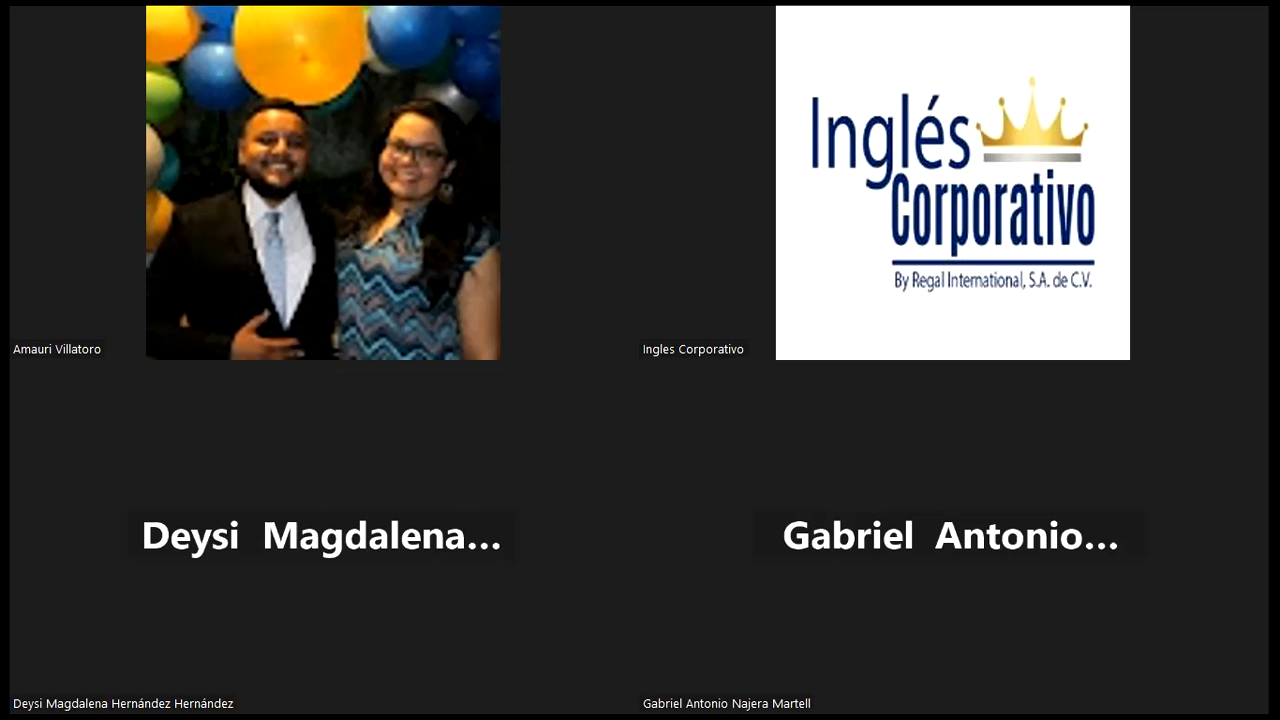 Inglés
Corporativo
By Regal International, S.A. de C.V.
Amauri Villatoro
Ingles Corporativo
Deysi Magdalena...
Gabriel Antonio...
Deysi Magdalena Hernández Hernández
Gabriel Antonio Najera Martell